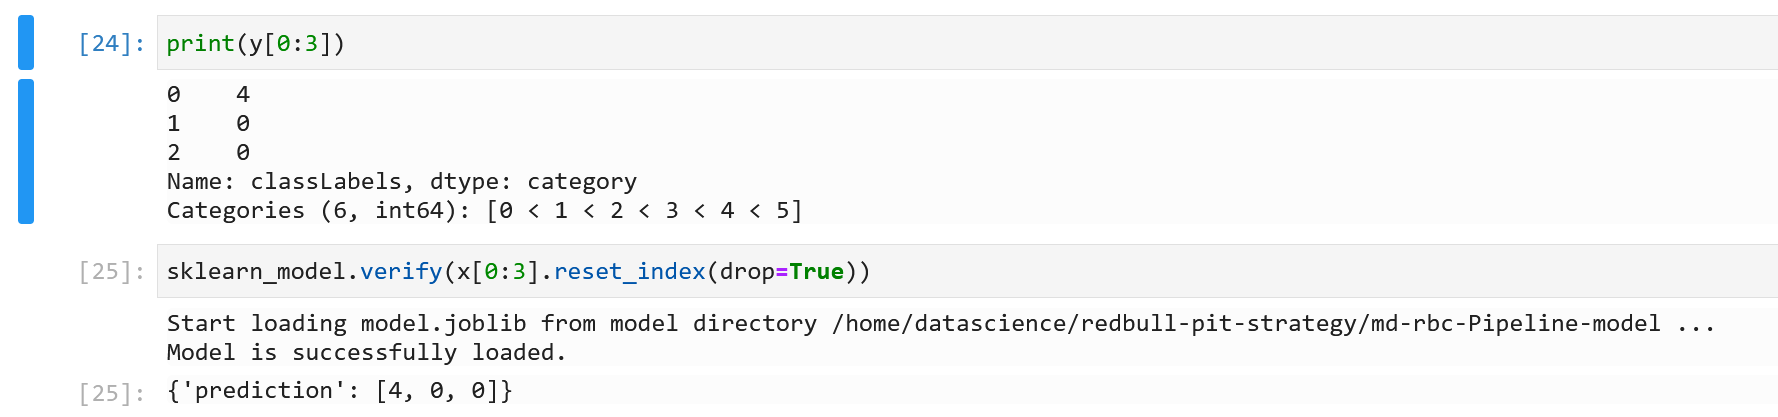 [24]: print(y[0:3])
0    4
1    0
2    0
Name: classLabels, dtype: category
Categories (6, int64): [0 < 1 < 2 < 3 < 4 < 5]
[25]: sklearn_model.verify(x[0:3].reset_index(drop=True))
Start loading model.joblib from model directory /home/datascience/redbull-pit-strategy/md-rbc-Pipeline-model ...
Model is successfully loaded.
[25]: {'prediction': [4, 0, 0]}